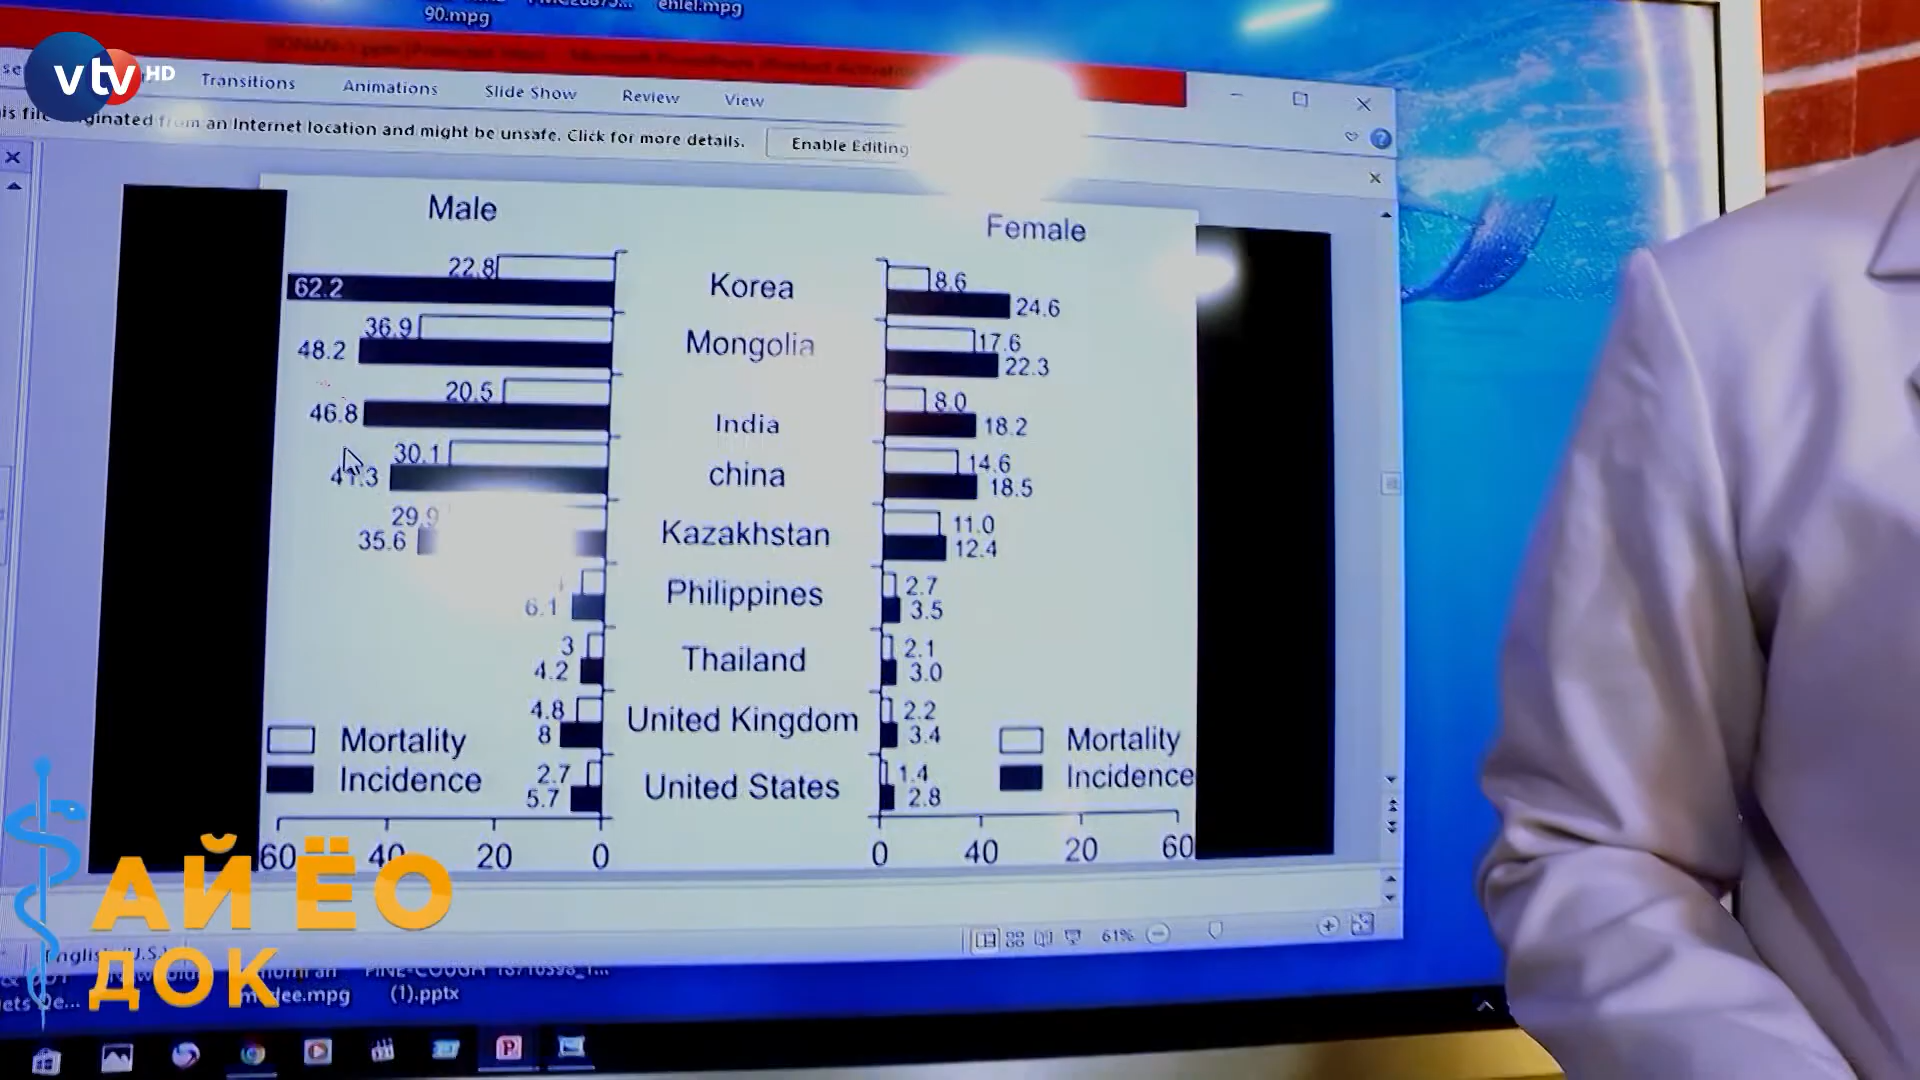 90.mpg
ehiel.mpg
vtv HD
Transitions Animations Slide Show Review View
an Internet location and might be unsafe. Click for more details. Enable Editing
Male
Female
22.8
62.2
Korea
8.6
24.6
36.9
48.2
Mongolia
17.6
22.3
20.5
46.8
India
8.0
18.2
30.1
41.3
china
14.6
18.5
29.9
35.6
Kazakhstan
11.0
12.4
6.1
Philippines
2.7
3.5
3
4.2
Thailand
2.1
3.0
4.8
8
United Kingdom
2.2
3.4
2.7
5.7
United States
1.4
2.8
Mortality
Incidence
Mortality
Incidence
60 40 20 0
0 40 20 60
АЙ ЁО
ДОК
61%
(1).pptx